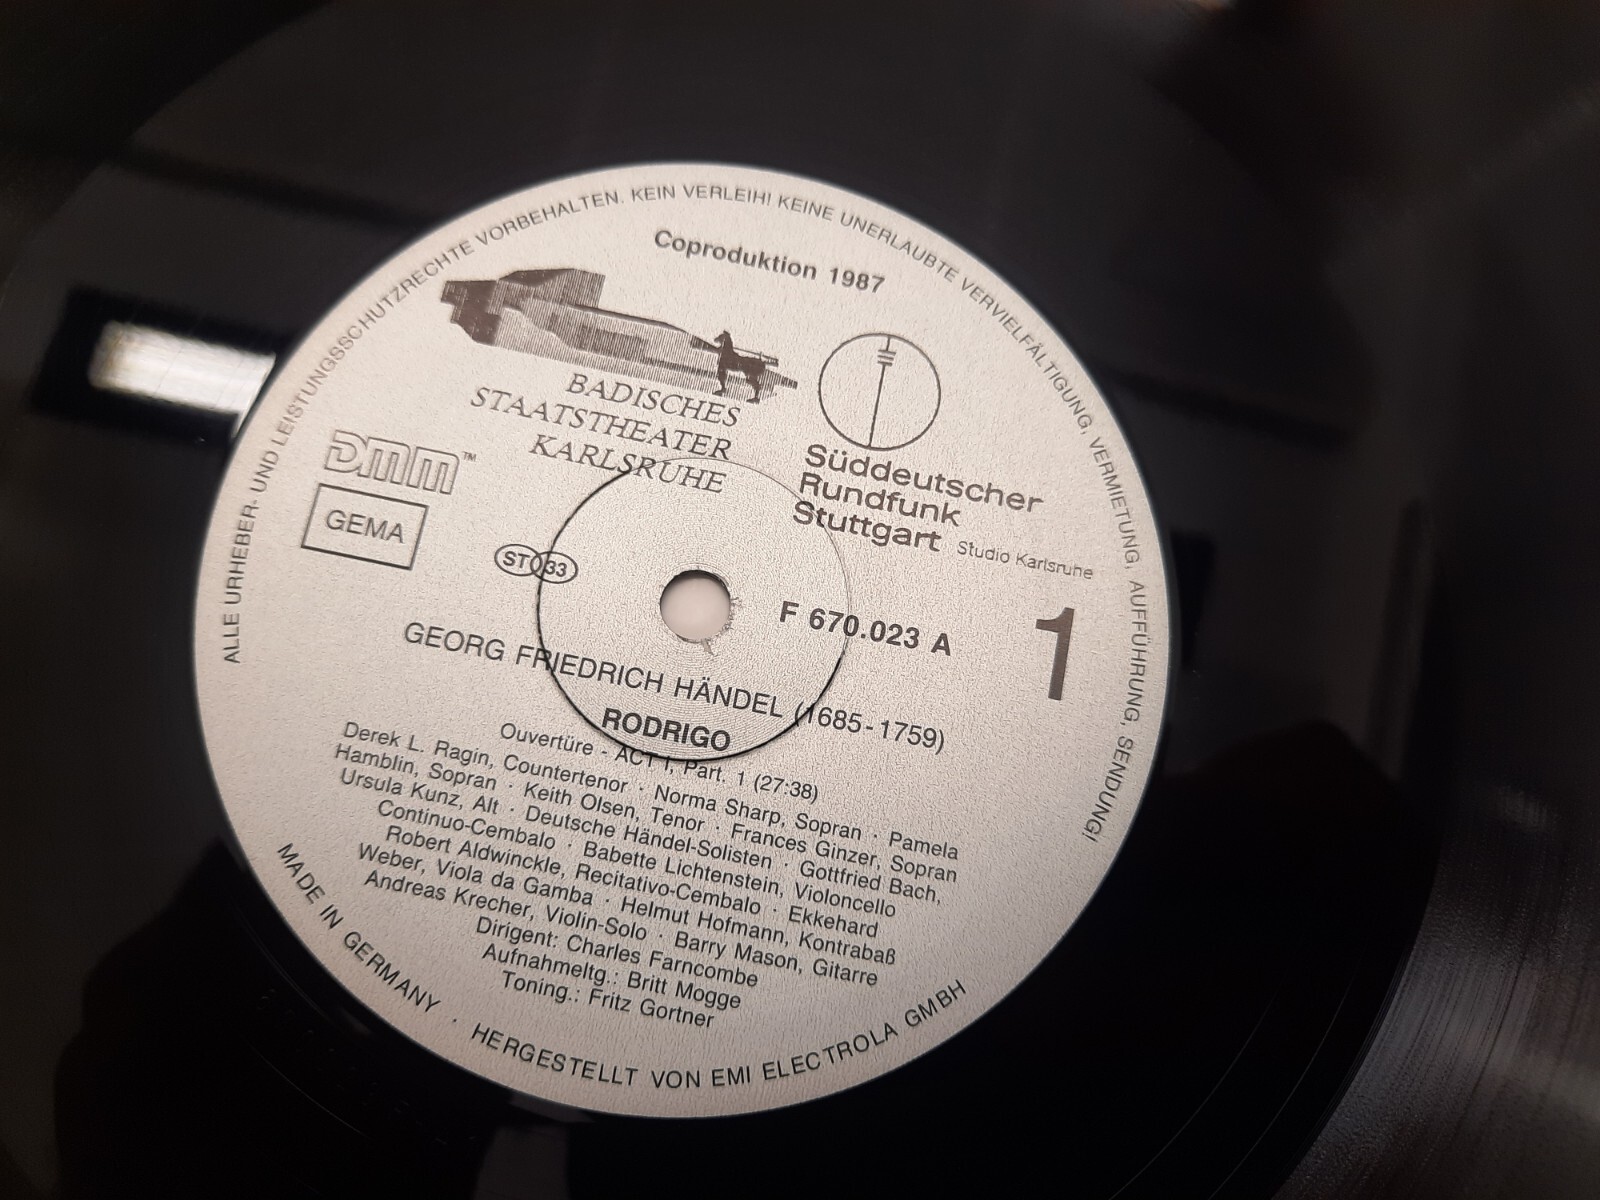 ALLE URHEBER- UND LEISTUNGSSCHUTZRECHTE VORBEHALTEN. KEIN VERLEIH! KEINE UNERLAUBTE VERVIELFÄLTIGUNG, VERMIETUNG, AUFFÜHRUNG, SENDUNG!
Coproduktion 1987
BADISCHES
STAATSTHEATER
KARLSRUHE
Süddeutscher
Rundfunk
Stuttgart Studio Karlsruhe
DMM™
GEMA
ST 33
F 670.023 A
1
GEORG FRIEDRICH HÄNDEL (1685-1759)
RODRIGO
Ouvertüre - ACT I, Part. 1 (27:38)
Derek L. Ragin, Countertenor · Norma Sharp, Sopran · Pamela
Hamblin, Sopran · Keith Olsen, Tenor · Frances Ginzer, Sopran
Ursula Kunz, Alt · Deutsche Händel-Solisten · Gottfried Bach,
Continuo-Cembalo · Babette Lichtenstein, Violoncello
Robert Aldwinckle, Recitativo-Cembalo · Ekkehard
Weber, Viola da Gamba · Helmut Hofmann, Kontrabaß
Andreas Krecher, Violin-Solo · Barry Mason, Gitarre
Dirigent: Charles Farncombe
Aufnahmeltg.: Britt Mogge
Toning.: Fritz Gortner
MADE IN GERMANY · HERGESTELLT VON EMI ELECTROLA GMBH